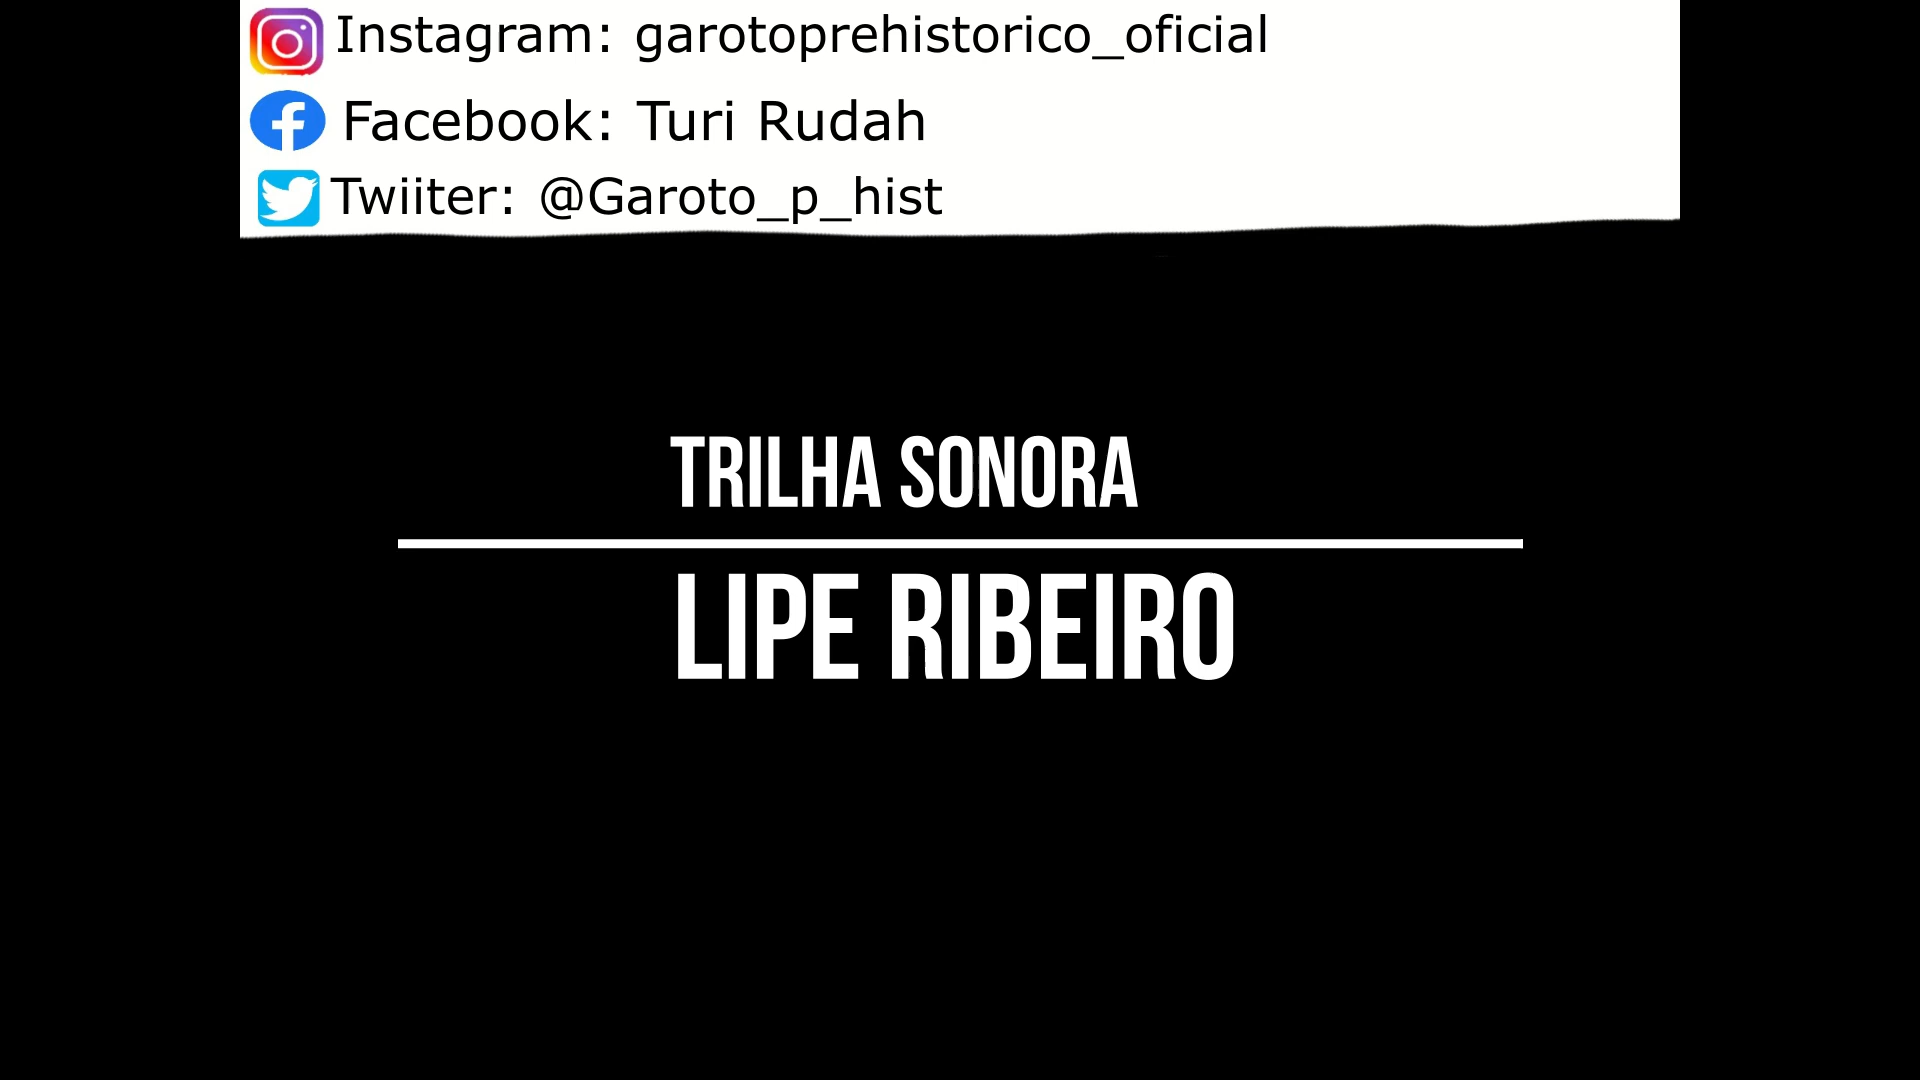 Instagram: garotoprehistorico_oficial
Facebook: Turi Rudah
Twiiter: @Garoto_p_hist
TRILHA SONORA
LIPE RIBEIRO